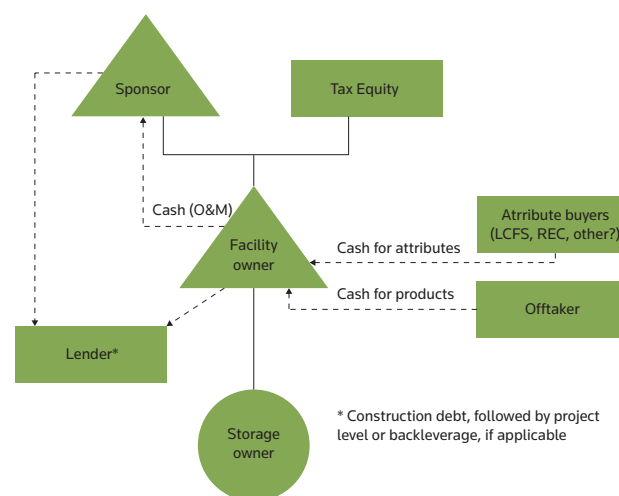 Sponsor
Tax Equity
Cash (O&M)
Facility
owner
Atrribute buyers
(LCFS, REC, other?)
Cash for attributes
Cash for products
Offtaker
Lender*
Storage
owner
* Construction debt, followed by project
level or backleverage, if applicable